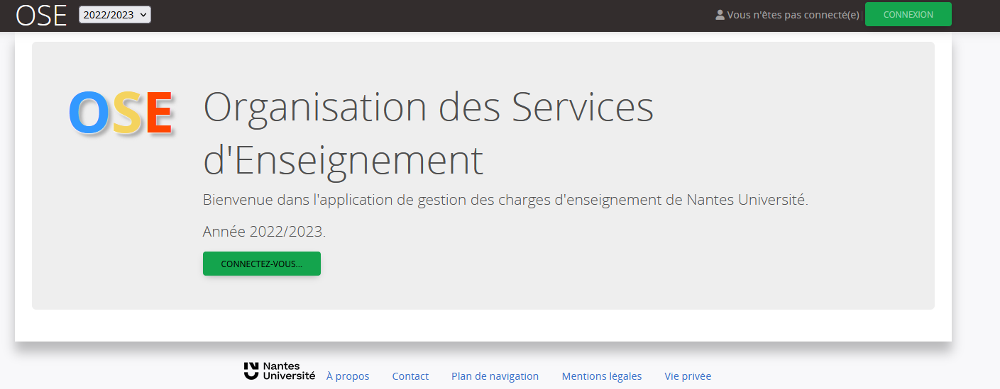 OSE 2022/2023 Vous n'êtes pas connecté(e) | CONNEXION
OSE
Organisation des Services
d'Enseignement
Bienvenue dans l'application de gestion des charges d'enseignement de Nantes Université.
Année 2022/2023.
CONNECTEZ-VOUS...
Nantes
Université
À propos Contact Plan de navigation Mentions légales Vie privée